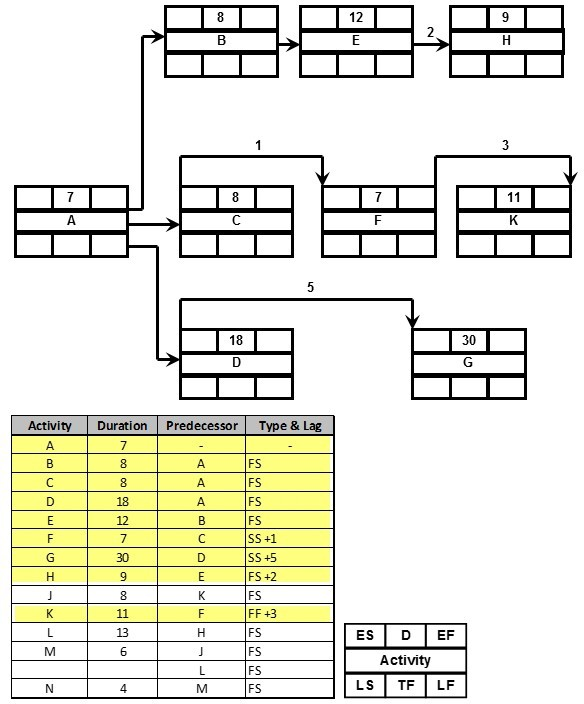 8 12 9
B E 2 H
1 3
7 8 7 11
A C F K
5
18 30
D G
Activity Duration Predecessor Type & Lag
A 7 - -
B 8 A FS
C 8 A FS
D 18 A FS
E 12 B FS
F 7 C SS +1
G 30 D SS +5
H 9 E FS +2
J 8 K FS
K 11 F FF +3
L 13 H FS
M 6 J FS
L FS
N 4 M FS
ES D EF
Activity
LS TF LF